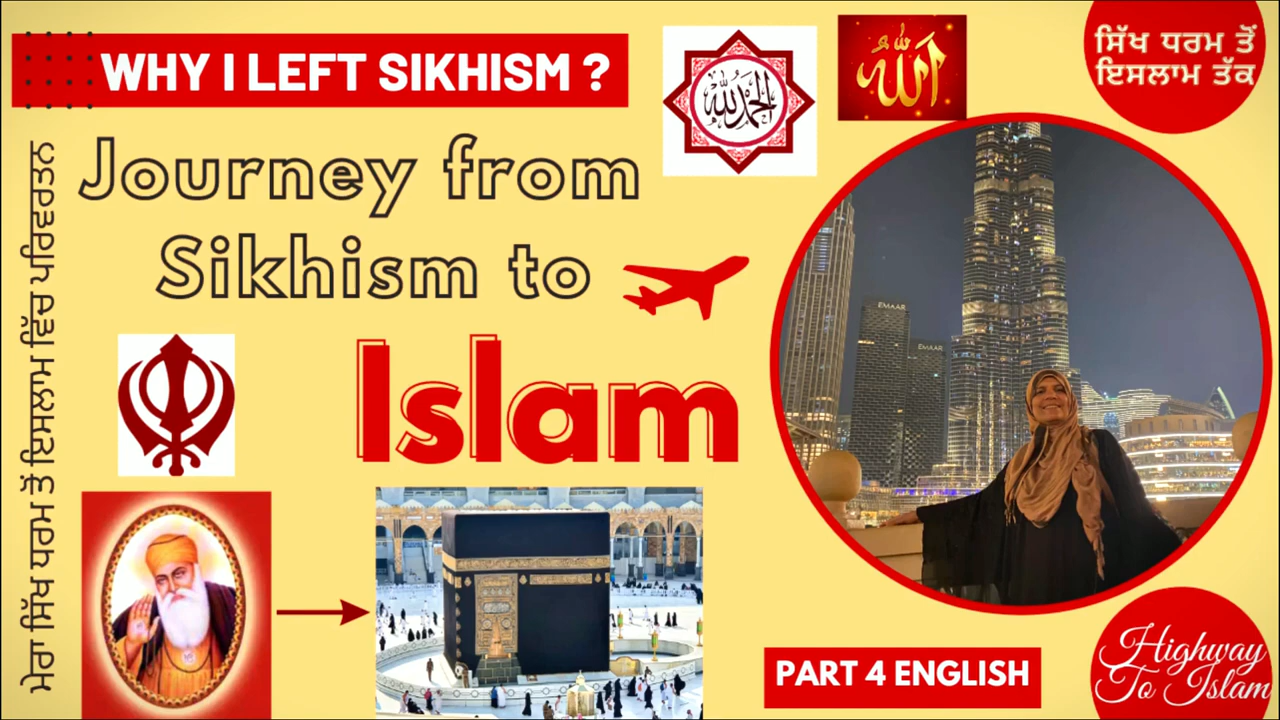 WHY I LEFT SIKHISM ?
Journey from
Sikhism to
Islam
ਮੇਰਾ ਸਿੱਖ ਧਰਮ ਤੋਂ ਇਸਲਾਮ ਵਿੱਚ ਪਰਿਵਰਤਨ
الحمد لله
الله
ਸਿੱਖ ਧਰਮ ਤੋਂ
ਇਸਲਾਮ ਤੱਕ
EMAAR
EMAAR
PART 4 ENGLISH
Highway
To Islam